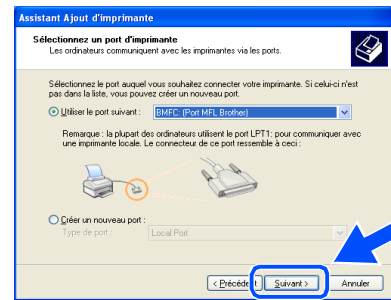 Assistant Ajout d'imprimante
Sélectionnez un port d'imprimante
Les ordinateurs communiquent avec les imprimantes via les ports.
Sélectionnez le port auquel vous souhaitez connecter votre imprimante. Si celui-ci n'est
pas dans la liste, vous pouvez créer un nouveau port.
Utiliser le port suivant : BMFC: (Port MFL Brother)
Remarque : la plupart des ordinateurs utilisent le port LPT1: pour communiquer avec
une imprimante locale. Le connecteur de ce port ressemble à ceci :
Créer un nouveau port :
Type de port : Local Port
< Précédent Suivant > Annuler